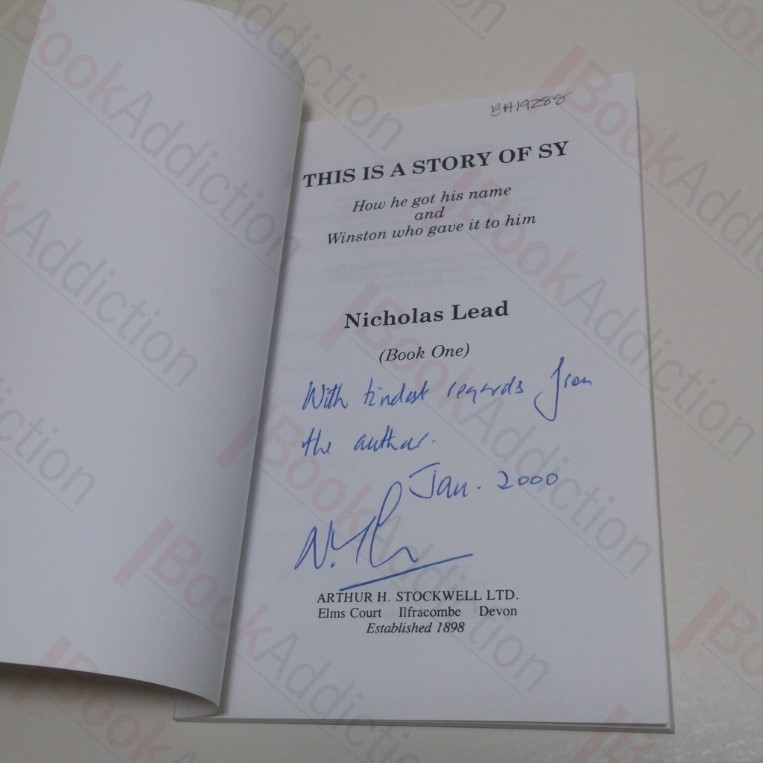 BH19288
THIS IS A STORY OF SY
How he got his name
and
Winston who gave it to him
Nicholas Lead
(Book One)
With kindest regards from
the author.
Jan. 2000
ARTHUR H. STOCKWELL LTD.
Elms Court Ilfracombe Devon
Established 1898
BookAddiction